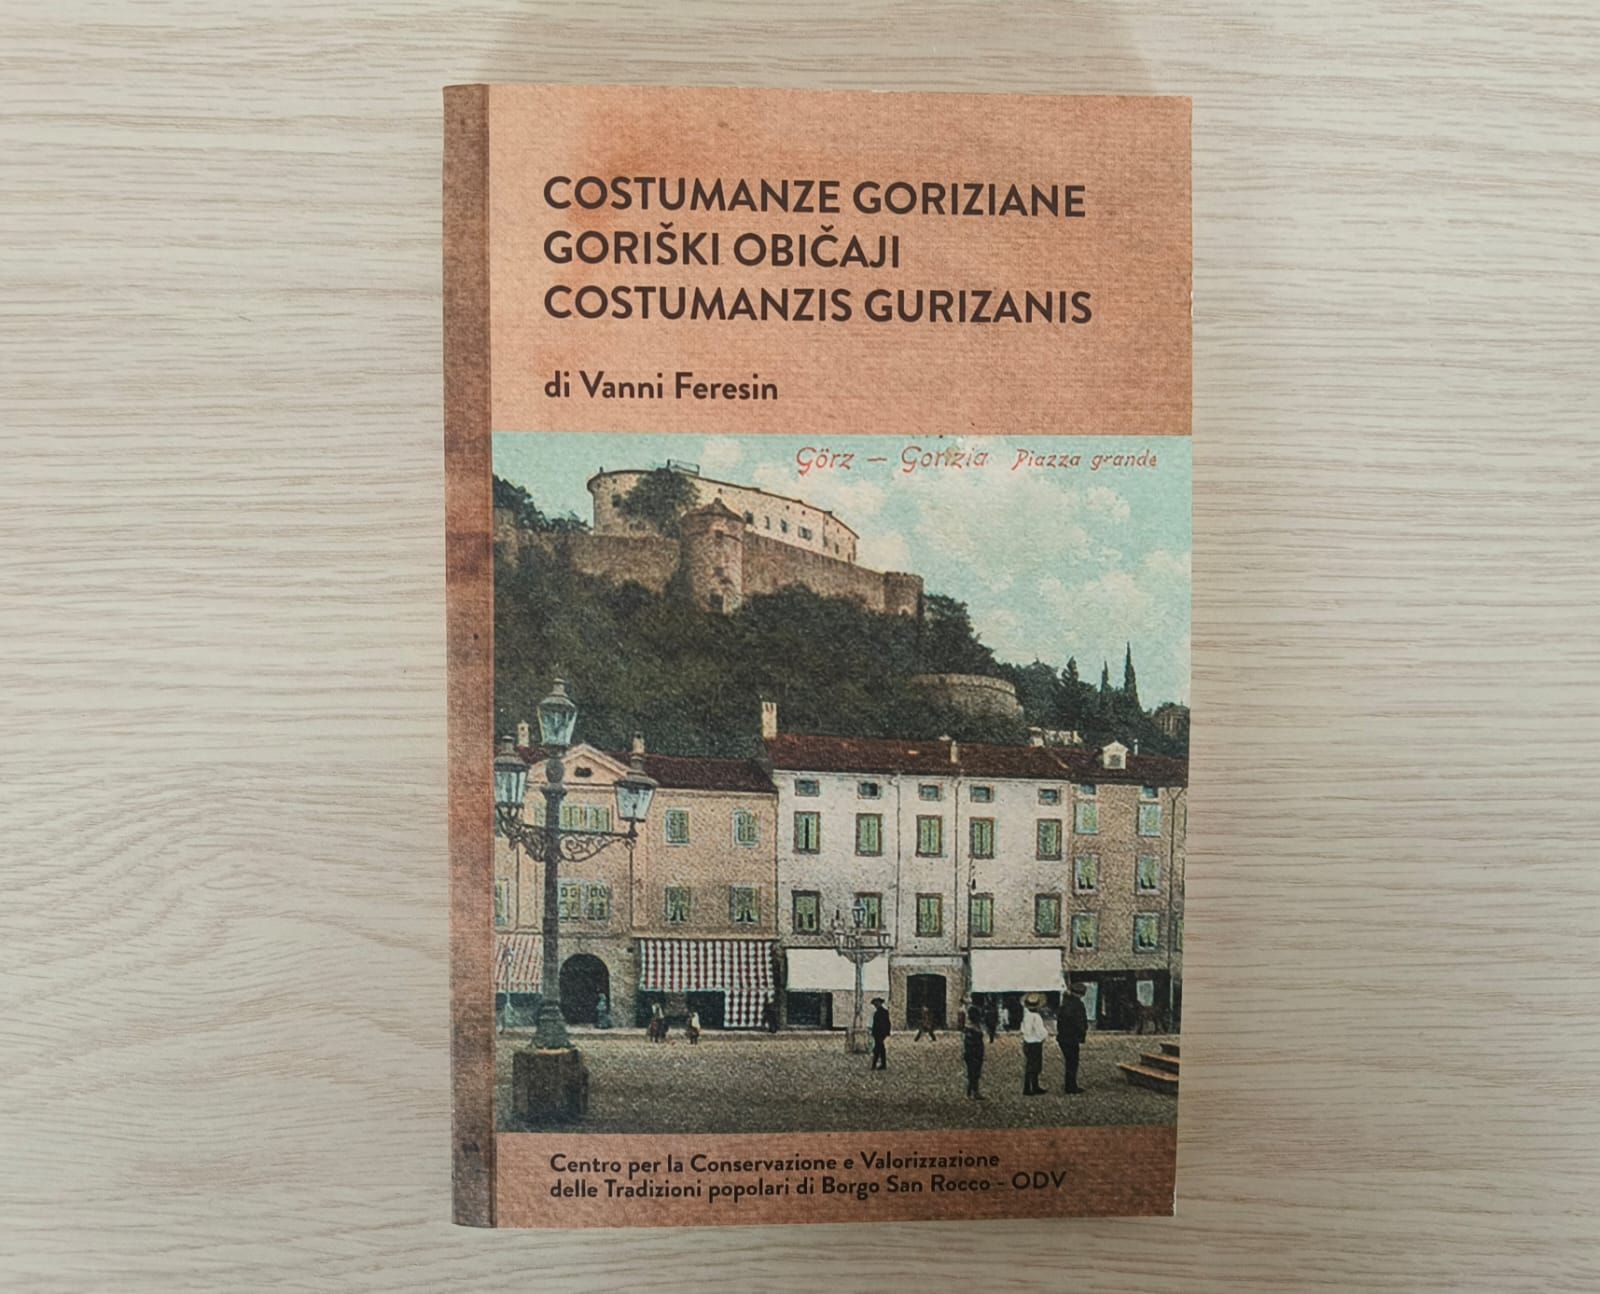 COSTUMANZE GORIZIANE
GORIŠKI OBIČAJI
COSTUMANZIS GURIZANIS
di Vanni Feresin
Görz – Gorizia Piazza grande
Centro per la Conservazione e Valorizzazione
delle Tradizioni popolari di Borgo San Rocco - ODV